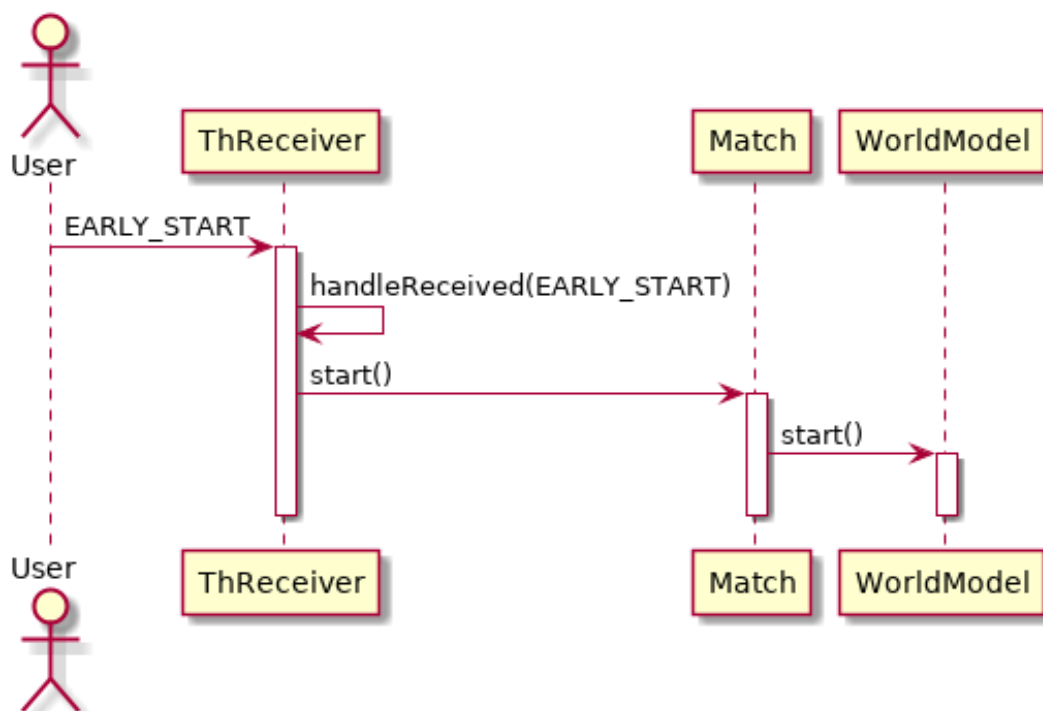 User
ThReceiver
Match
WorldModel
EARLY_START
handleReceived(EARLY_START)
start()
start()
User
ThReceiver
Match
WorldModel